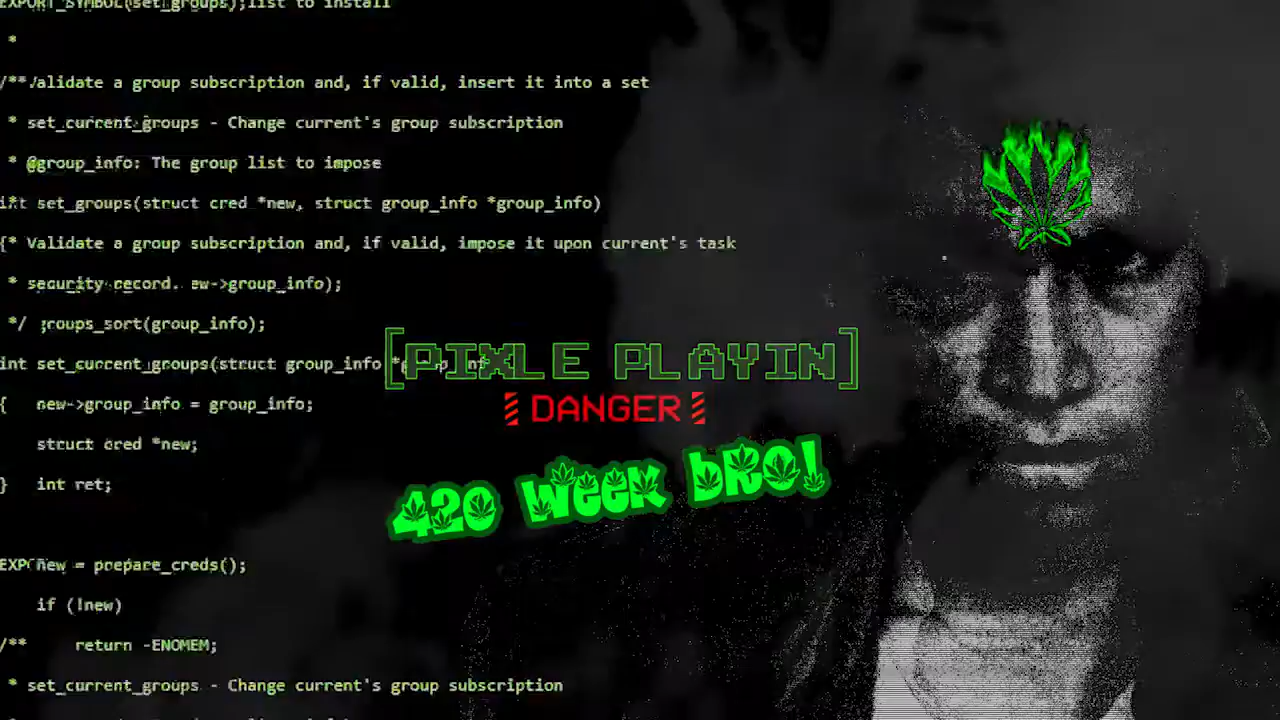 EXPORT_SYMBOL(set_groups);list to install
*
/**/alidate a group subscription and, if valid, insert it into a set
* set_current_groups - Change current's group subscription
* @group_info: The group list to impose
int set_groups(struct cred *new, struct group_info *group_info)
{* Validate a group subscription and, if valid, impose it upon current's task
* security record. ew->group_info);
*/ groups_sort(group_info);
int set_current_groups(struct group_info
[PIXLE PLAYIN]
{ new->group_info = group_info;
DANGER
struct cred *new;
420 WEEK BRO!
} int ret;
new = prepare_creds();
if (!new)
/** return -ENOMEM;
* set_current_groups - Change current's group subscription